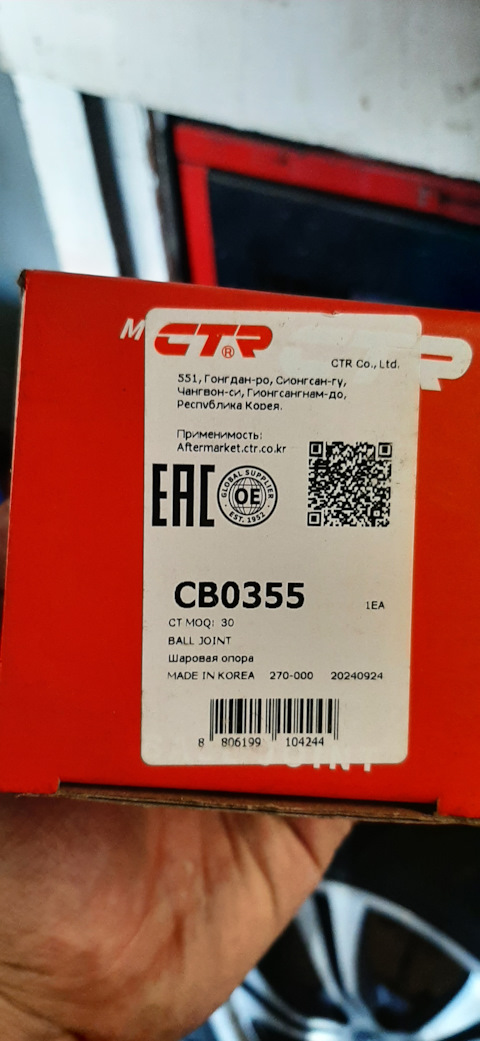 CTR®
CTR Co., Ltd.
551, Гонгдан-ро, Сионгсан-гу,
Чангвон-си, Гионгсангнам-до,
Республика Корея.
Применимость:
Aftermarket.ctr.co.kr
EAC
GLOBAL SUPPLIER
OE
EST. 1952
CB0355
1EA
CT MOQ: 30
BALL JOINT
Шаровая опора
MADE IN KOREA 270-000 20240924
8 806199 104244